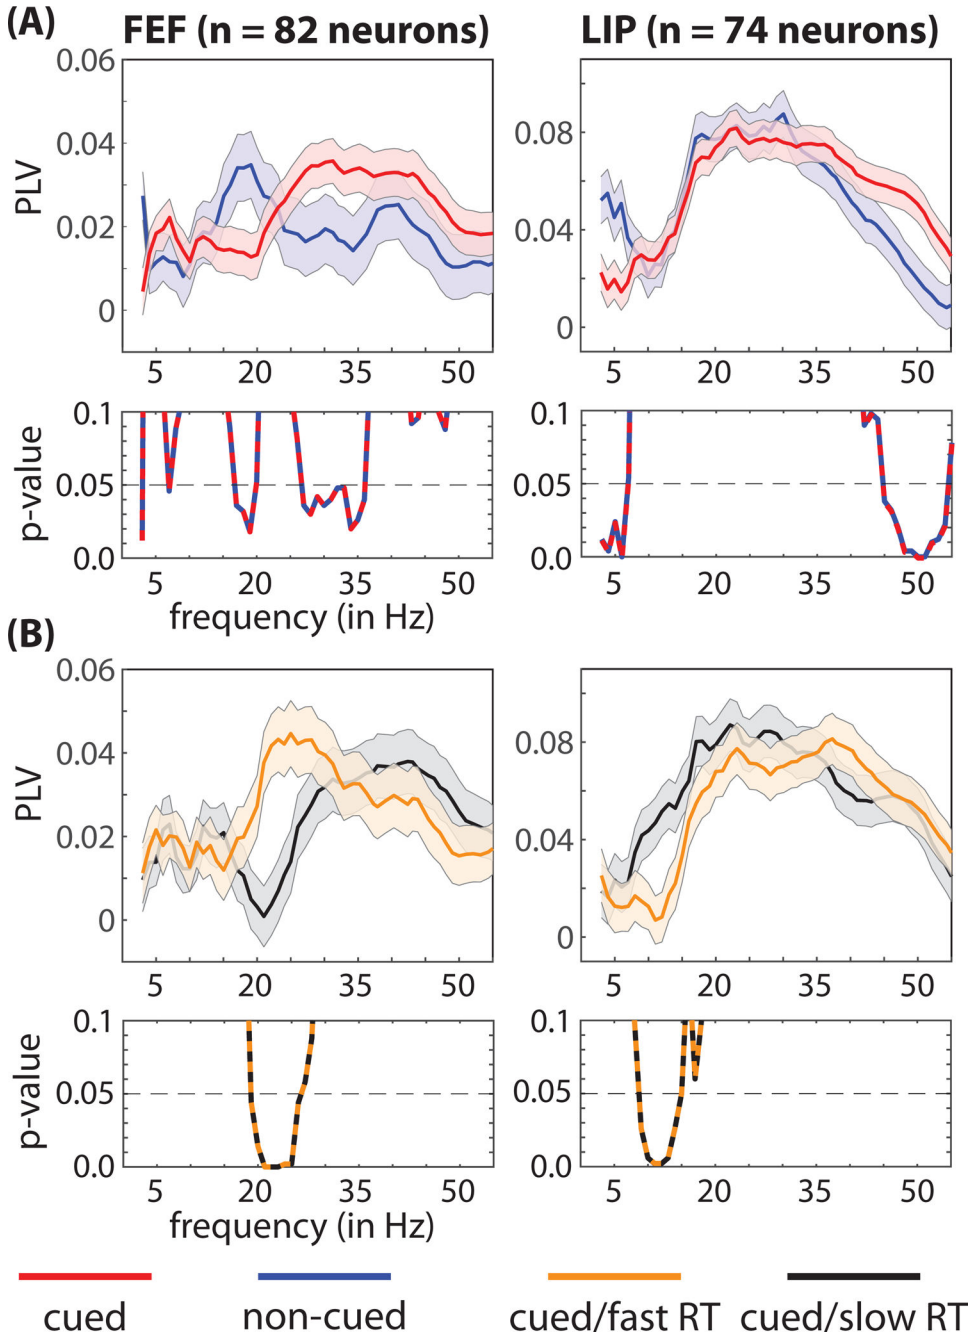 (A)
FEF (n = 82 neurons)
LIP (n = 74 neurons)
PLV
0.06
0.04
0.02
0
5 20 35 50
0.08
0.04
0
5 20 35 50
p-value
0.1
0.05
0.0
5 20 35 50
frequency (in Hz)
0.1
0.05
0.0
5 20 35 50
(B)
PLV
0.06
0.04
0.02
0
5 20 35 50
0.08
0.04
0
5 20 35 50
p-value
0.1
0.05
0.0
5 20 35 50
frequency (in Hz)
0.1
0.05
0.0
5 20 35 50
cued
non-cued
cued/fast RT
cued/slow RT